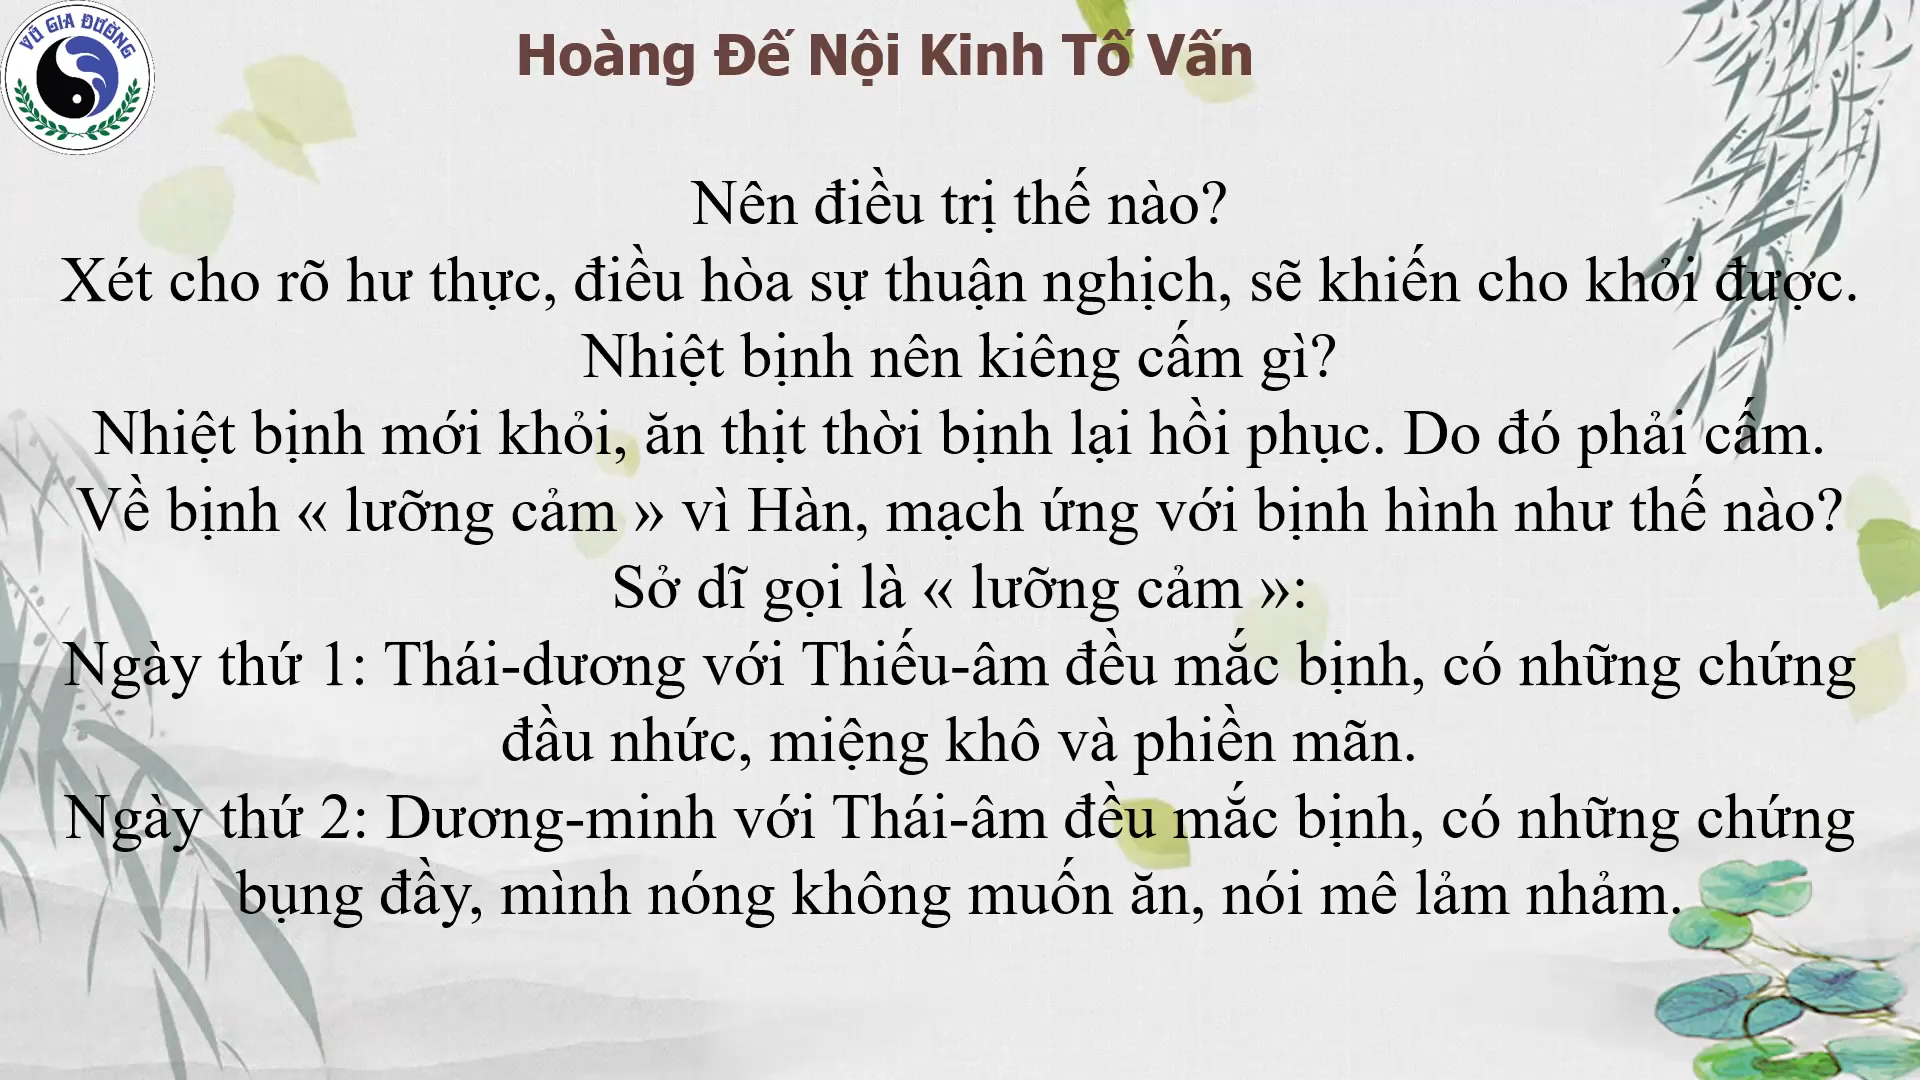 VÕ GIA ĐƯỜNG
Hoàng Đế Nội Kinh Tố Vấn
Nên điều trị thế nào?
Xét cho rõ hư thực, điều hòa sự thuận nghịch, sẽ khiến cho khỏi được.
Nhiệt bịnh nên kiêng cấm gì?
Nhiệt bịnh mới khỏi, ăn thịt thời bịnh lại hồi phục. Do đó phải cấm.
Về bịnh « lưỡng cảm » vì Hàn, mạch ứng với bịnh hình như thế nào?
Sở dĩ gọi là « lưỡng cảm »:
Ngày thứ 1: Thái-dương với Thiếu-âm đều mắc bịnh, có những chứng
đầu nhức, miệng khô và phiền mãn.
Ngày thứ 2: Dương-minh với Thái-âm đều mắc bịnh, có những chứng
bụng đầy, mình nóng không muốn ăn, nói mê lảm nhảm.